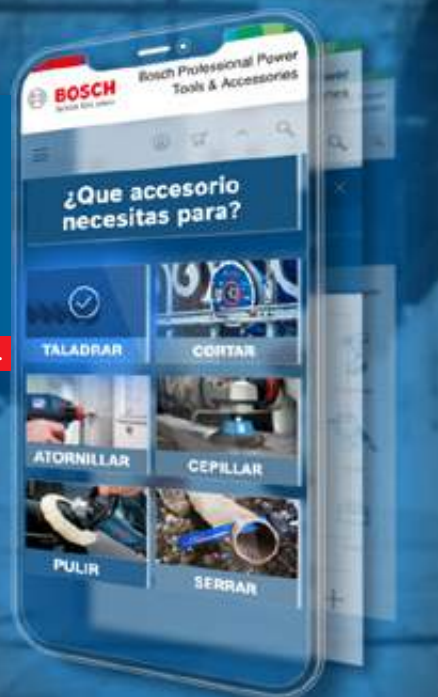 BOSCH
Bosch Professional Power
Tools & Accessories
¿Que accesorio
necesitas para?
TALADRAR
CORTAR
ATORNILLAR
CEPILLAR
PULIR
SERRAR